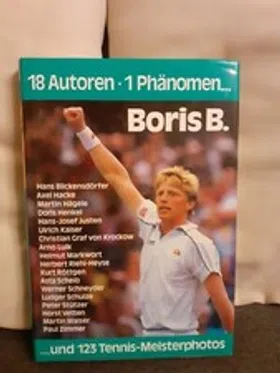 18 Autoren · 1 Phänomen...
Boris B.
Hans Blickensdörfer
Axel Hacke
Martin Hägele
Doris Henkel
Hans-Josef Justen
Ulrich Kaiser
Christian Graf von Krockow
Arno Luik
Helmut Markwort
Herbert Riehl-Heyse
Kurt Röttgen
Asta Scheib
Werner Schneyder
Ludger Schulze
Peter Stützer
Horst Vetten
Martin Walser
Paul Zimmer
...und 123 Tennis-Meisterphotos